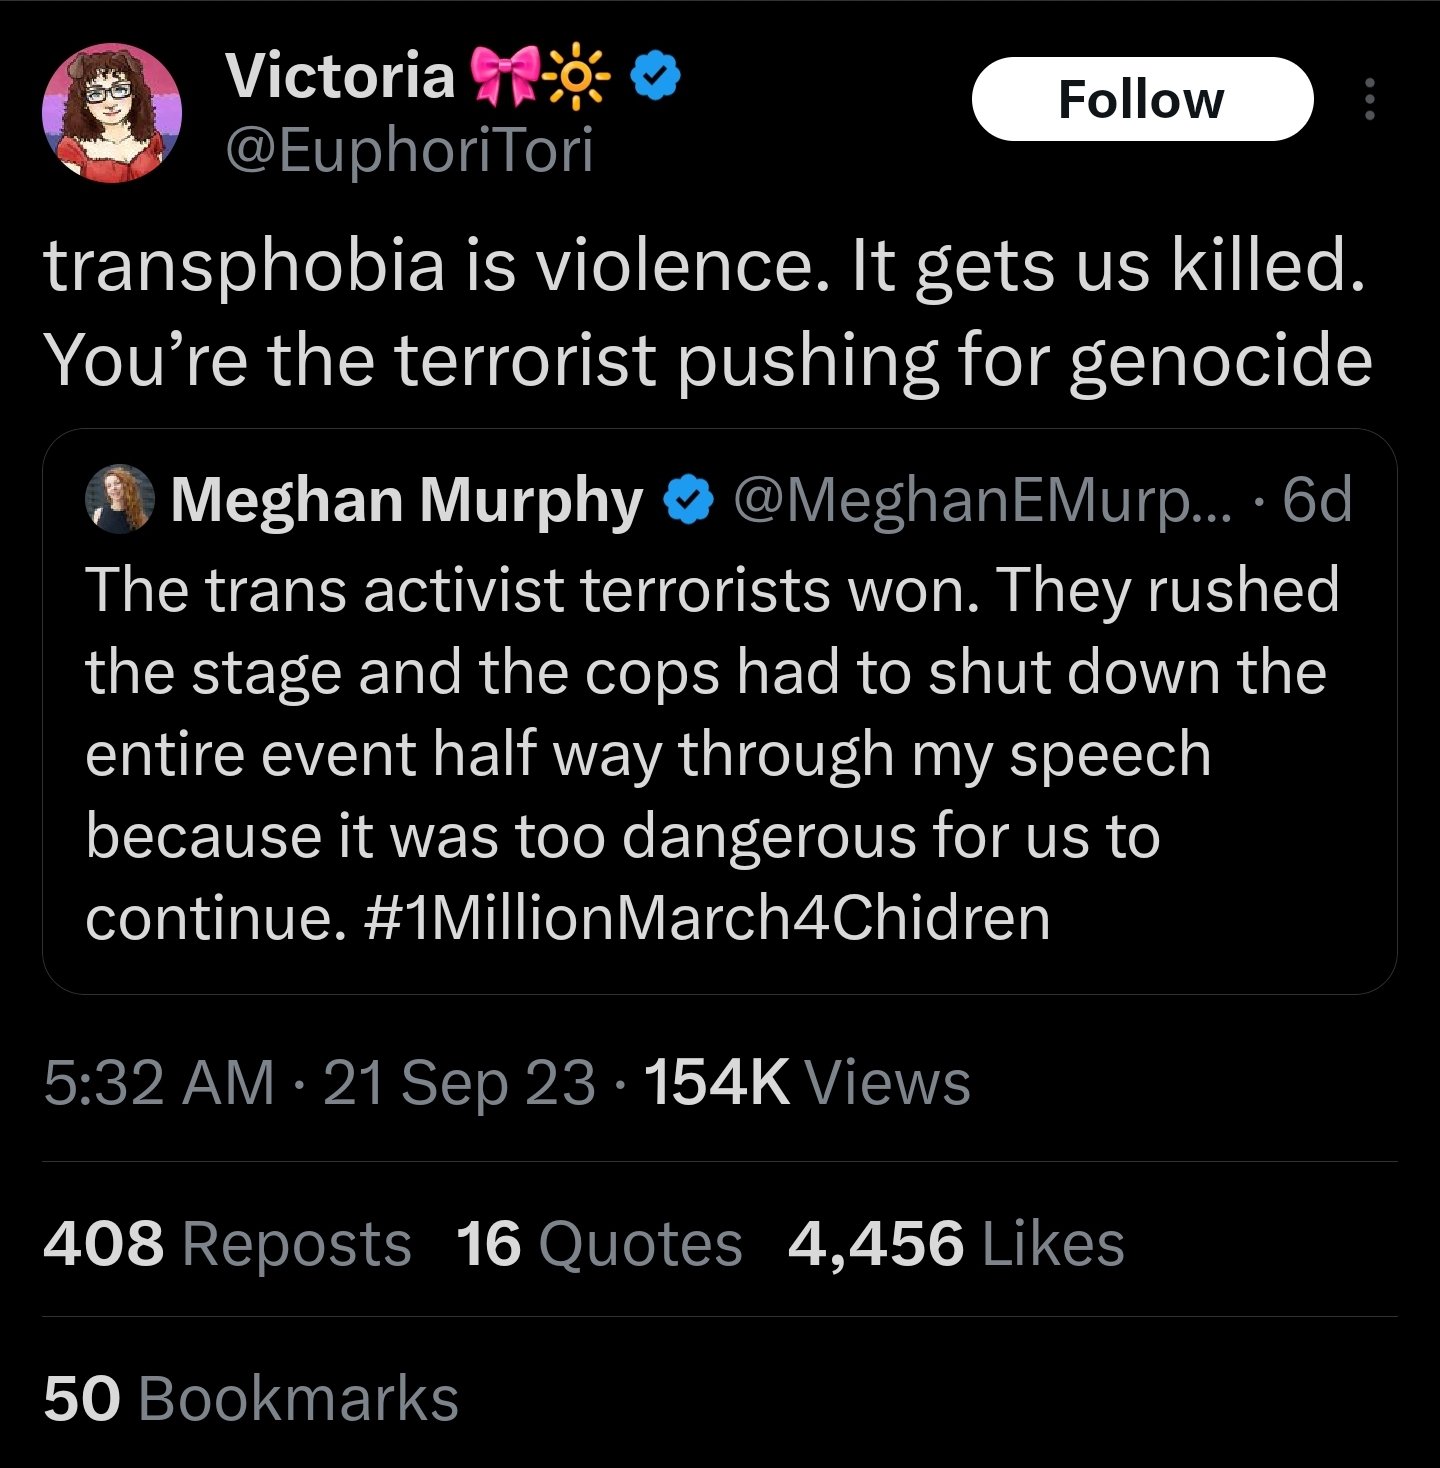 Victoria 🎀🔆
Follow
@EuphoriTori
transphobia is violence. It gets us killed.
You’re the terrorist pushing for genocide
Meghan Murphy @MeghanEMurp... · 6d
The trans activist terrorists won. They rushed
the stage and the cops had to shut down the
entire event half way through my speech
because it was too dangerous for us to
continue. #1MillionMarch4Chidren
5:32 AM · 21 Sep 23 · 154K Views
408 Reposts 16 Quotes 4,456 Likes
50 Bookmarks